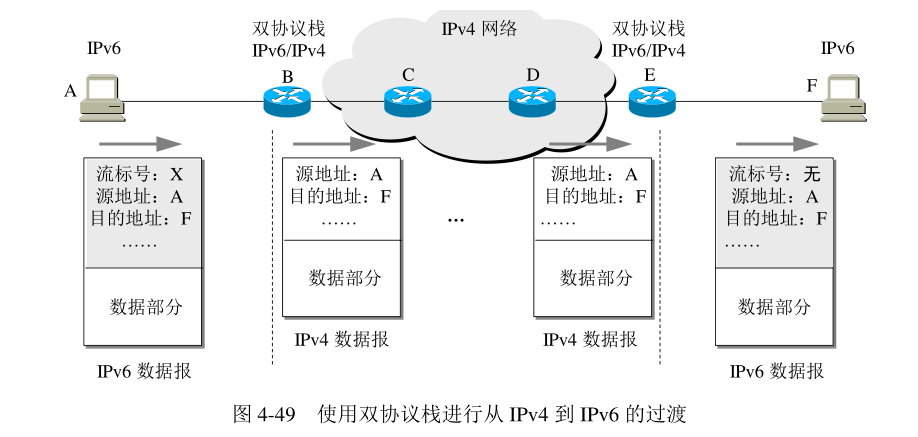 IPv6
双协议栈
IPv6/IPv4
IPv4 网络
双协议栈
IPv6/IPv4
IPv6
A
B
C
D
E
F
流标号：X
源地址：A
目的地址：F
……
数据部分
IPv6 数据报
源地址：A
目的地址：F
……
数据部分
IPv4 数据报
...
源地址：A
目的地址：F
……
数据部分
IPv4 数据报
流标号：无
源地址：A
目的地址：F
……
数据部分
IPv6 数据报
图 4-49 使用双协议栈进行从 IPv4 到 IPv6 的过渡